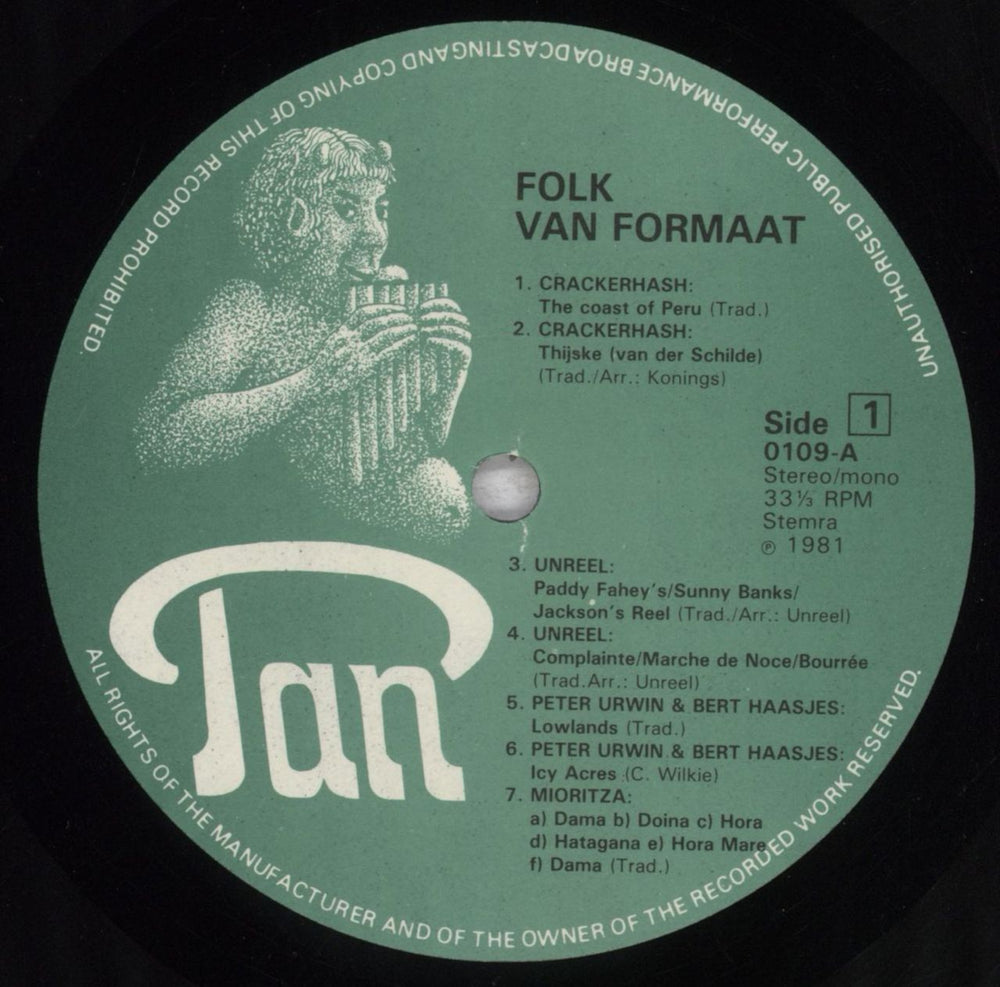 UNAUTHORISED PUBLIC PERFORMANCE BROADCASTING AND COPYING OF THIS RECORD PROHIBITED
FOLK
VAN FORMAAT
1. CRACKERHASH:
The coast of Peru (Trad.)
2. CRACKERHASH:
Thijske (van der Schilde)
(Trad./Arr.: Konings)
Side 1
0109-A
Stereo/mono
33⅓ RPM
Stemra
℗ 1981
Pan
3. UNREEL:
Paddy Fahey's/Sunny Banks/
Jackson's Reel (Trad./Arr.: Unreel)
4. UNREEL:
Complainte/Marche de Noce/Bourrée
(Trad.Arr.: Unreel)
5. PETER URWIN & BERT HAASJES:
Lowlands (Trad.)
6. PETER URWIN & BERT HAASJES:
Icy Acres (C. Wilkie)
7. MIORITZA:
a) Dama b) Doina c) Hora
d) Hatagana e) Hora Mare
f) Dama (Trad.)
ALL RIGHTS OF THE MANUFACTURER AND OF THE OWNER OF THE RECORDED WORK RESERVED.